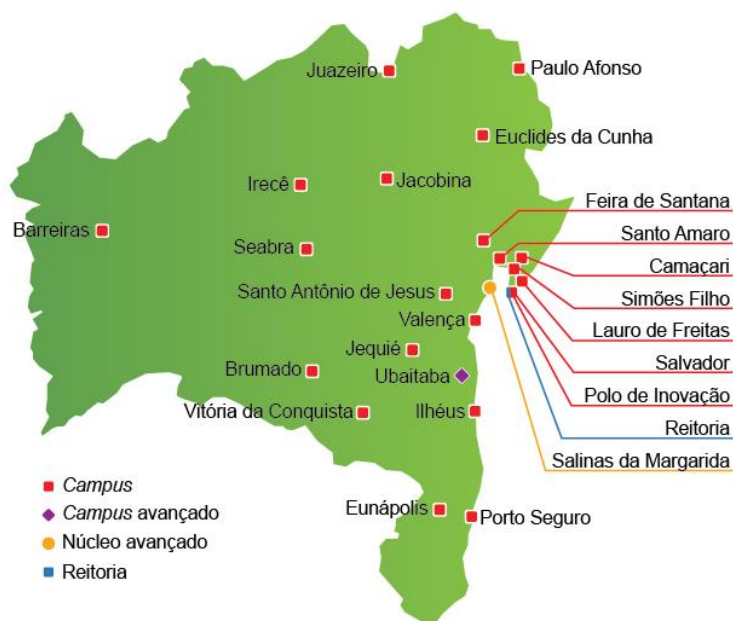 Juazeiro
Paulo Afonso
Euclides da Cunha
Irecê
Jacobina
Feira de Santana
Barreiras
Seabra
Santo Amaro
Camaçari
Santo Antônio de Jesus
Simões Filho
Valença
Lauro de Freitas
Jequié
Salvador
Brumado
Ubaitaba
Polo de Inovação
Vitória da Conquista
Ilhéus
Reitoria
Salinas da Margarida
Campus
Eunápolis
Porto Seguro
Campus avançado
Núcleo avançado
Reitoria